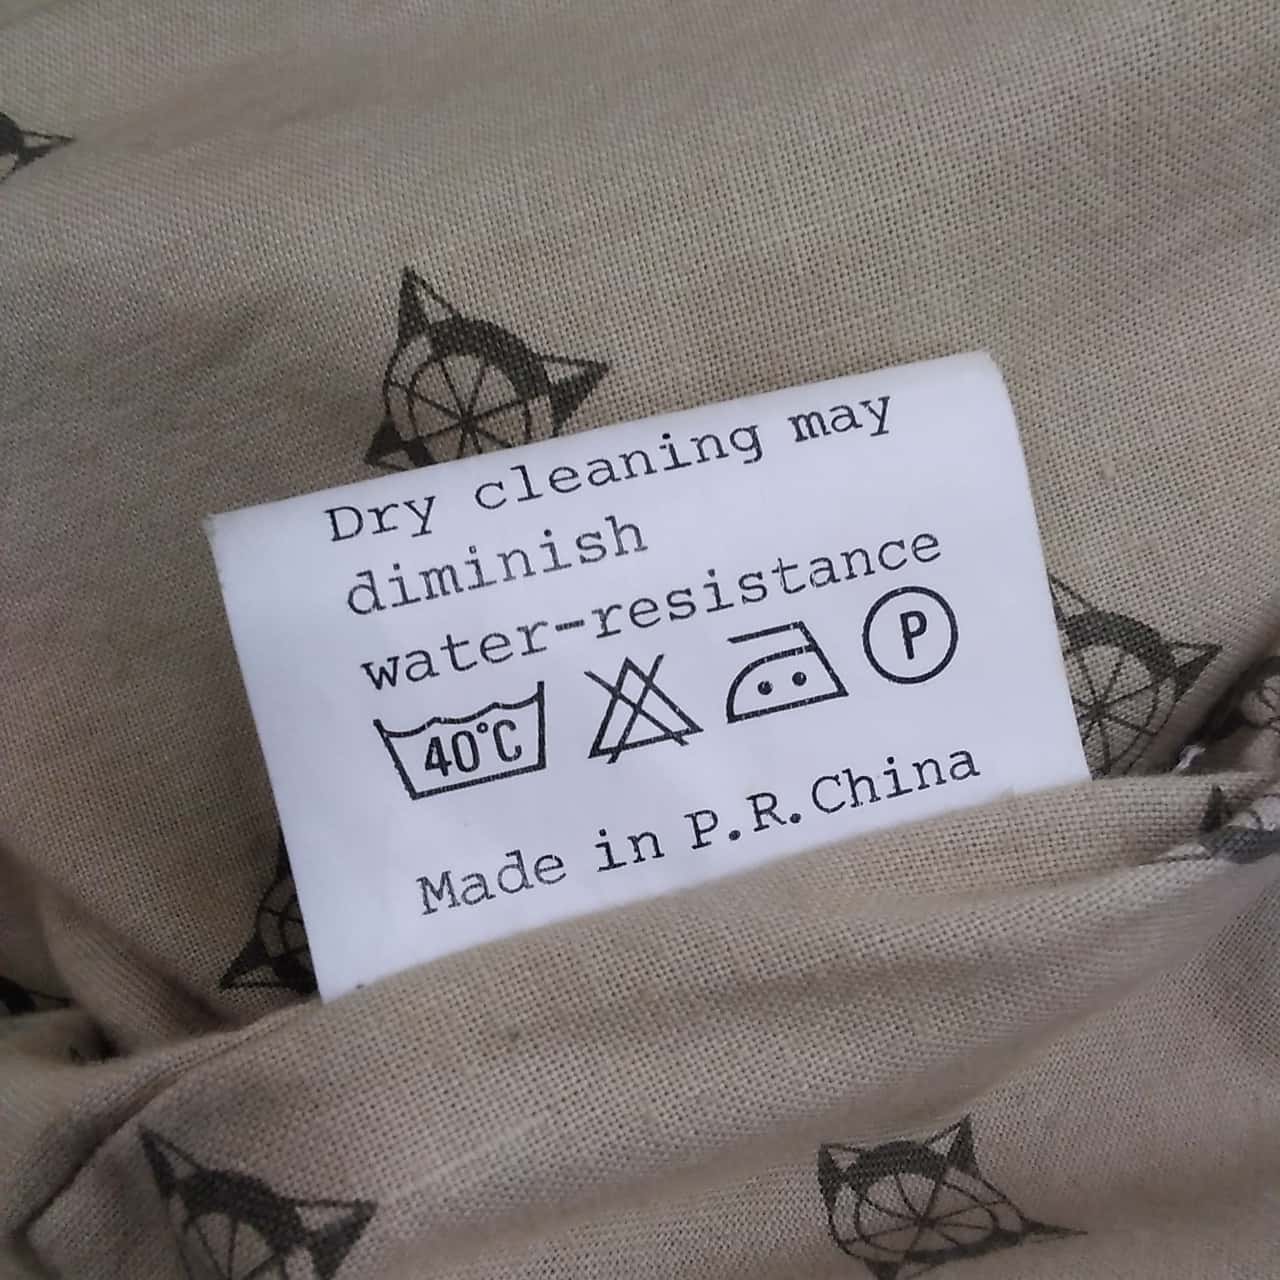 Dry cleaning may
diminish
water-resistance
40°C P
Made in P.R.China